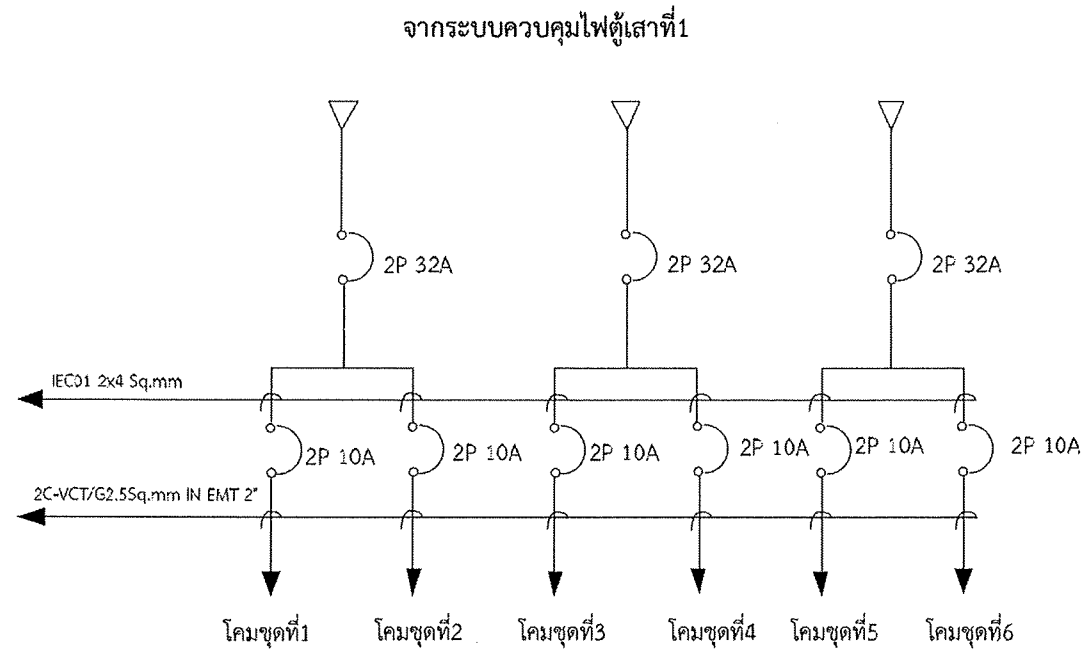 จากระบบควบคุมไฟตู้เสาที่1
2P 32A
2P 32A
2P 32A
IEC01 2x4 Sq.mm
2P 10A
2P 10A
2P 10A
2P 10A
2P 10A
2P 10A
2C-VCT/G2.5Sq.mm IN EMT 2"
โคมชุดที่1
โคมชุดที่2
โคมชุดที่3
โคมชุดที่4
โคมชุดที่5
โคมชุดที่6